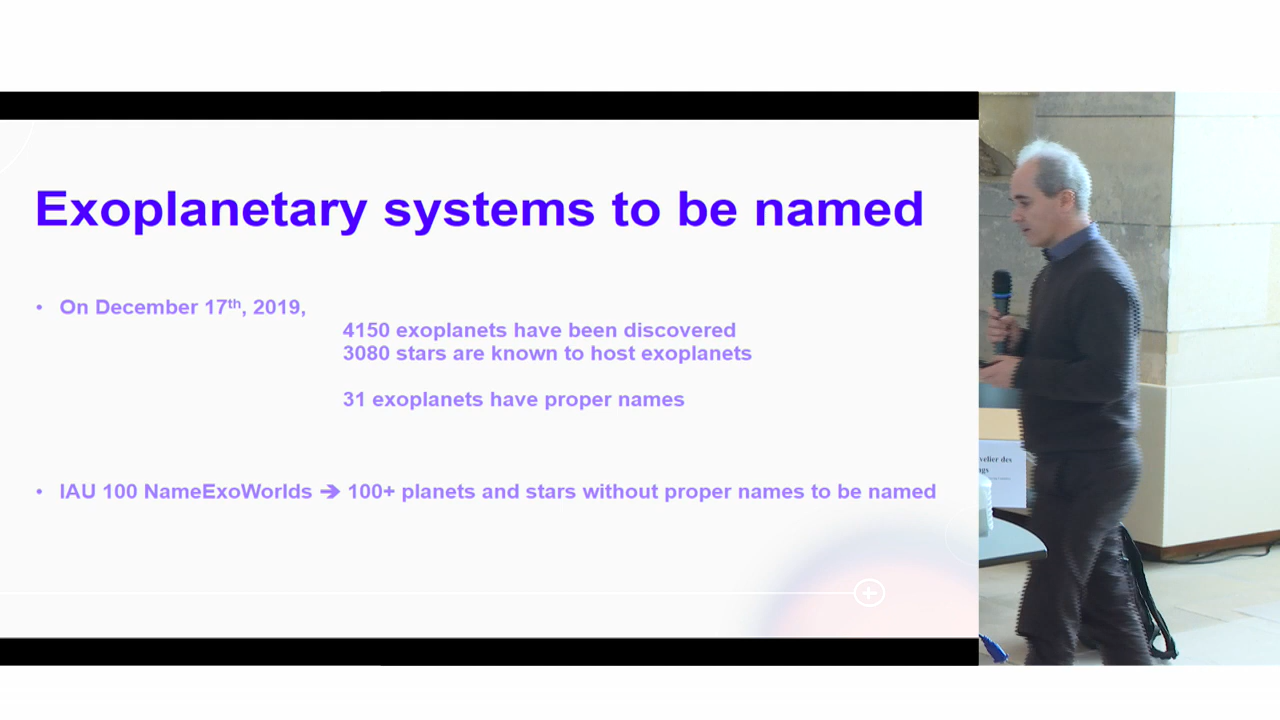 Exoplanetary systems to be named
• On December 17th, 2019,
4150 exoplanets have been discovered
3080 stars are known to host exoplanets
31 exoplanets have proper names
• IAU 100 NameExoWorlds ➔ 100+ planets and stars without proper names to be named
velier des